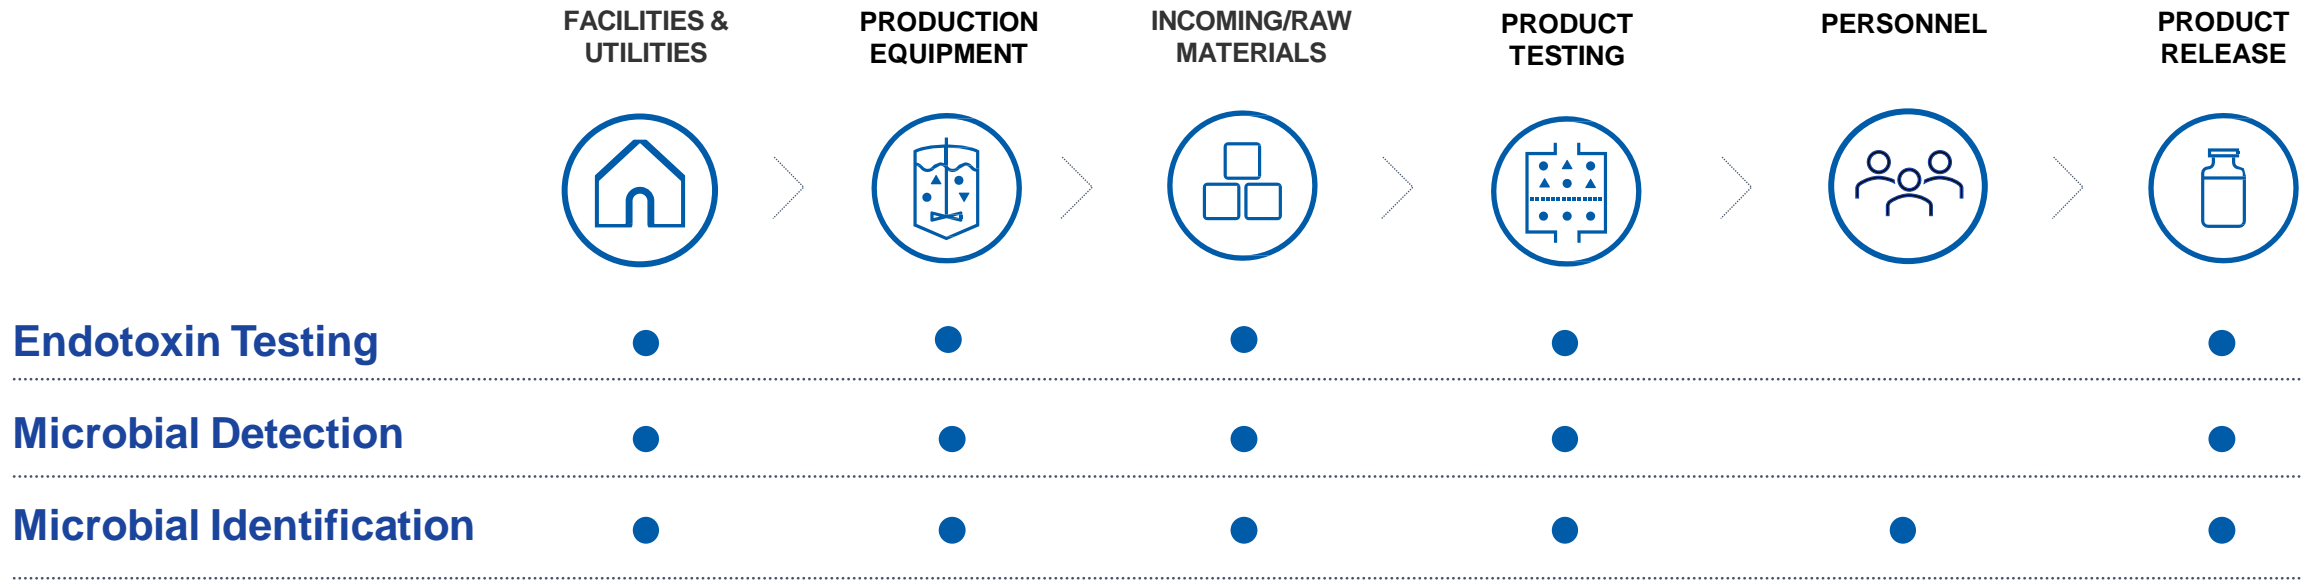 FACILITIES &
UTILITIES
PRODUCTION
EQUIPMENT
INCOMING/RAW
MATERIALS
PRODUCT
TESTING
PERSONNEL
PRODUCT
RELEASE
Endotoxin Testing
Microbial Detection
Microbial Identification